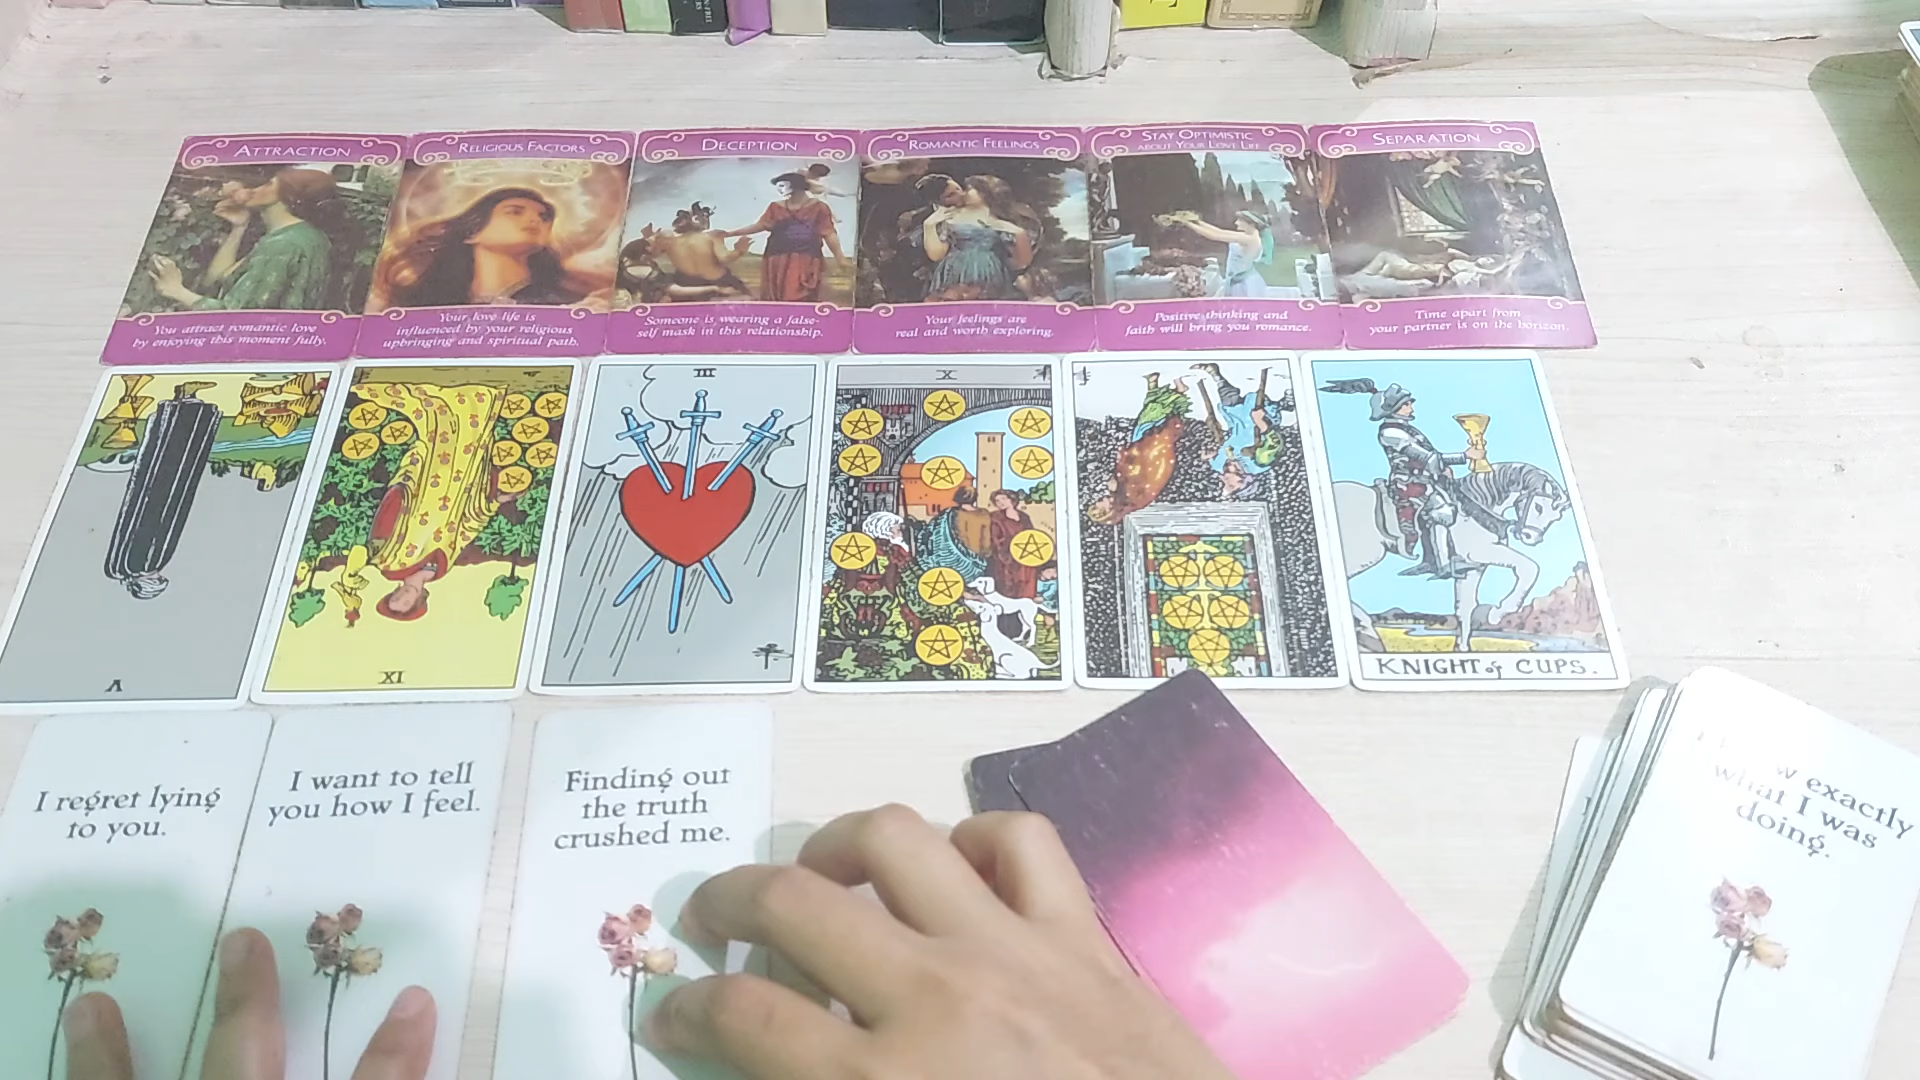 ATTRACTION
RELIGIOUS FACTORS
DECEPTION
ROMANTIC FEELINGS
STAY OPTIMISTIC
ABOUT YOUR LOVE LIFE
SEPARATION
You attract romantic love
by enjoying this moment fully.
Your love life is
influenced by your religious
upbringing and spiritual path.
Someone is wearing a false-
self mask in this relationship.
Your feelings are
real and worth exploring.
Positive thinking and
faith will bring you romance.
Time apart from
your partner is on the horizon.
V
IX
III
X
KNIGHT of CUPS.
I regret lying
to you.
I want to tell
you how I feel.
Finding out
the truth
crushed me.
exactly
what I was
doing.